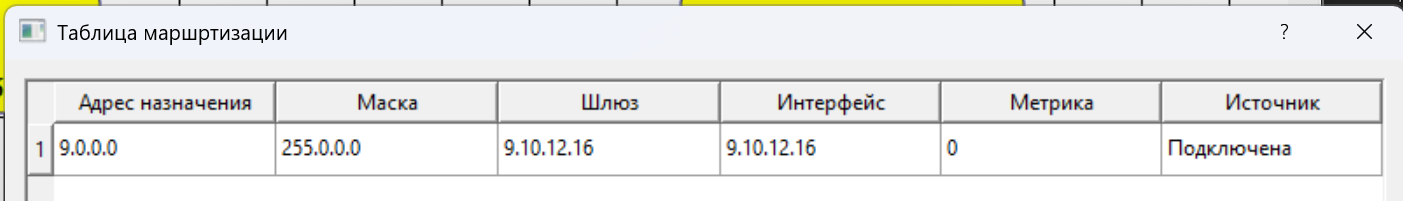 Таблица маршртизации
?
Адрес назначения Маска Шлюз Интерфейс Метрика Источник
1 9.0.0.0 255.0.0.0 9.10.12.16 9.10.12.16 0 Подключена